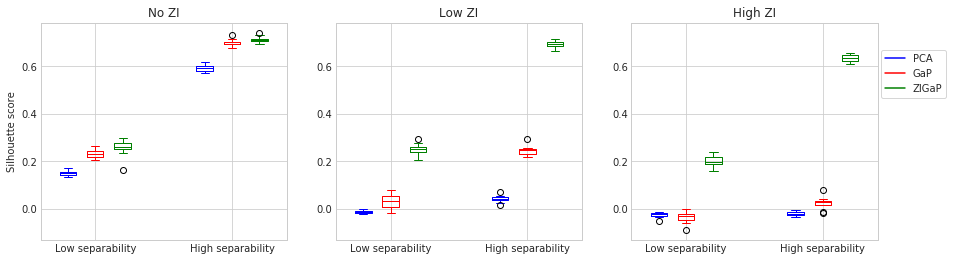 No ZI
Low ZI
High ZI
Silhouette score
0.6
0.4
0.2
0.0
Low separability
High separability
0.6
0.4
0.2
0.0
Low separability
High separability
0.6
0.4
0.2
0.0
Low separability
High separability
PCA
GaP
ZIGaP